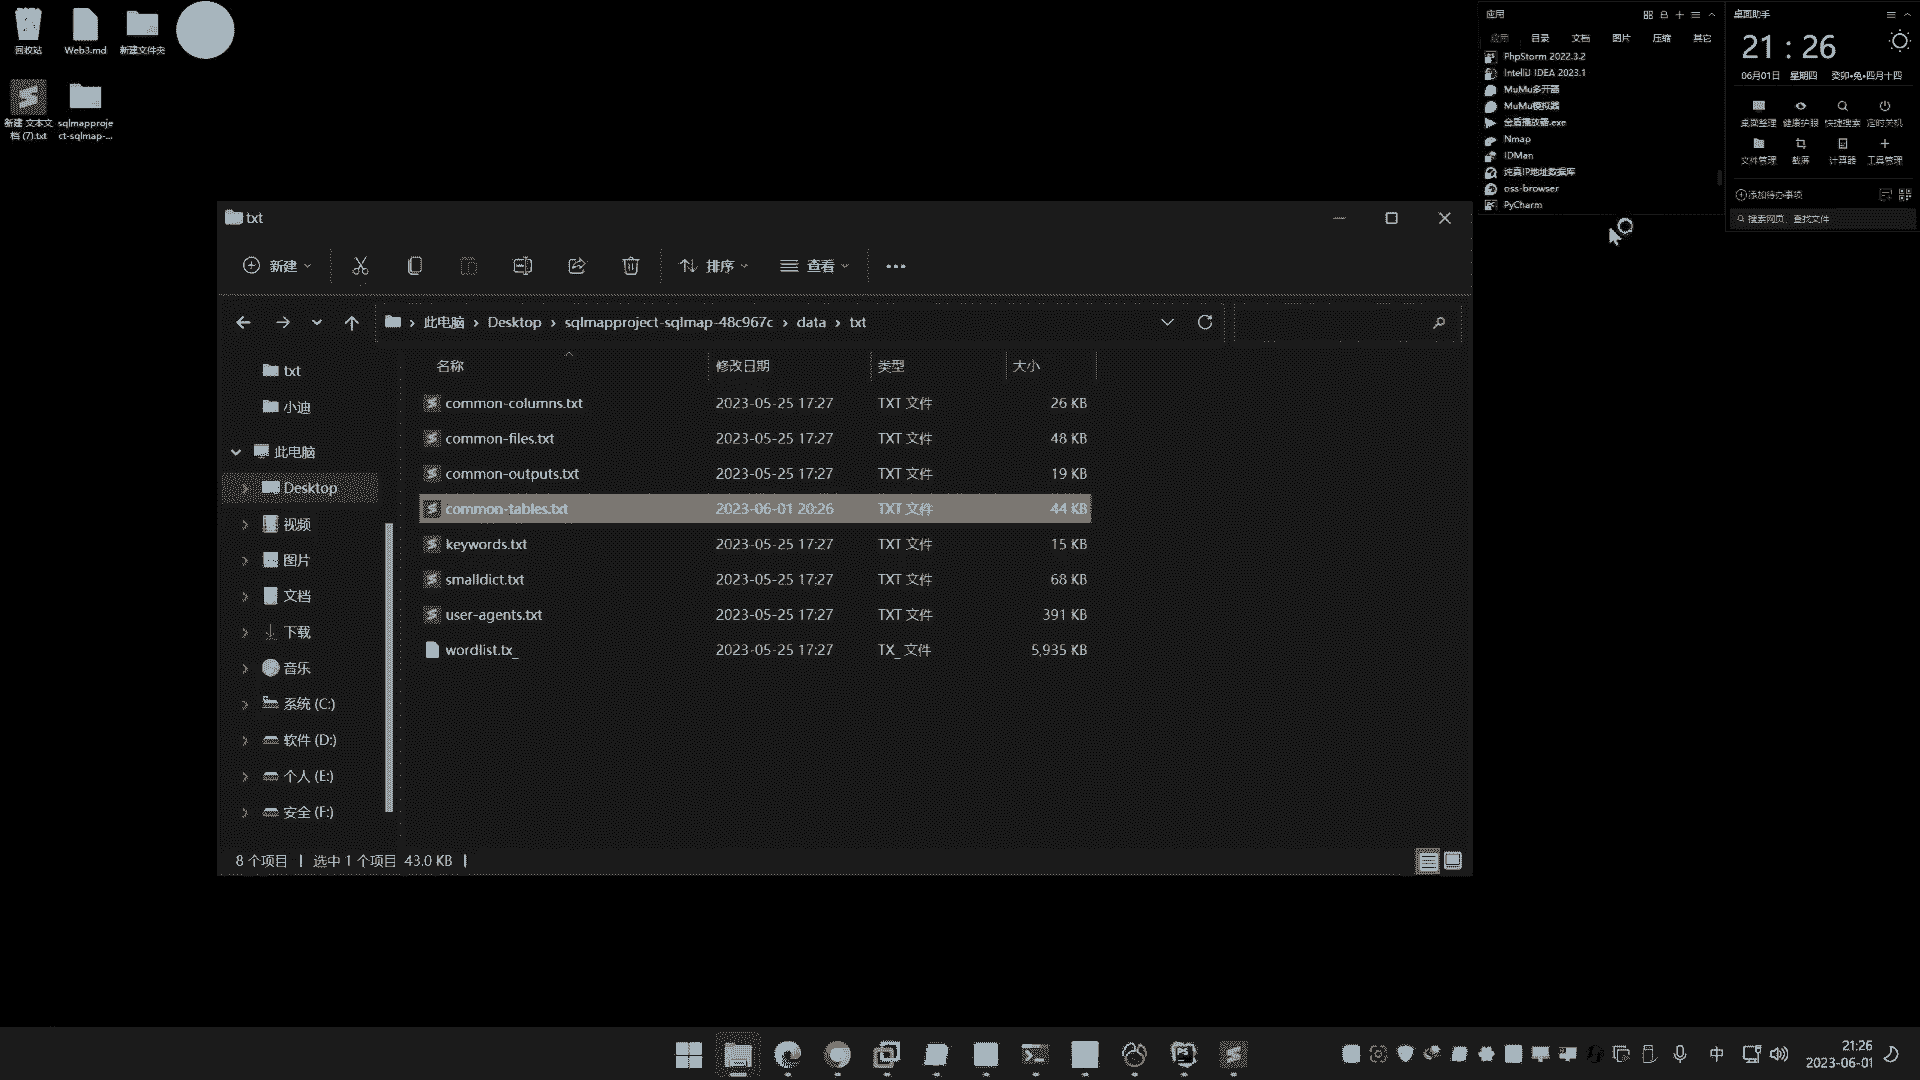 回收站
Web3.md
新建文件夹
新建 文本文
档 (7).txt
sqlmapproje
ct-sqlmap-...
应用
应用 目录 文档 图片 压缩 其它
PhpStorm 2022.3.2
IntelliJ IDEA 2023.1
MuMu多开器
MuMu模拟器
金盾播放器.exe
Nmap
IDMan
纯真IP地址数据库
oss-browser
PyCharm
桌面助手
21 : 26
06月01日 星期四 癸卯•兔•四月十四
桌面整理 健康护眼 快捷搜索 定时关机
文件管理 截屏 计算器 工具管理
添加待办事项
搜索网页、查找文件
txt
新建
排序
查看
此电脑 › Desktop › sqlmapproject-sqlmap-48c967c › data › txt
txt
小迪
此电脑
Desktop
视频
图片
文档
下载
音乐
系统 (C:)
软件 (D:)
个人 (E:)
安全 (F:)
名称 修改日期 类型 大小
common-columns.txt 2023-05-25 17:27 TXT 文件 26 KB
common-files.txt 2023-05-25 17:27 TXT 文件 48 KB
common-outputs.txt 2023-05-25 17:27 TXT 文件 19 KB
common-tables.txt 2023-06-01 20:26 TXT 文件 44 KB
keywords.txt 2023-05-25 17:27 TXT 文件 15 KB
smalldict.txt 2023-05-25 17:27 TXT 文件 68 KB
user-agents.txt 2023-05-25 17:27 TXT 文件 391 KB
wordlist.tx_ 2023-05-25 17:27 TX_ 文件 5,935 KB
8 个项目 | 选中 1 个项目 43.0 KB |
PS
中
21:26
2023-06-01